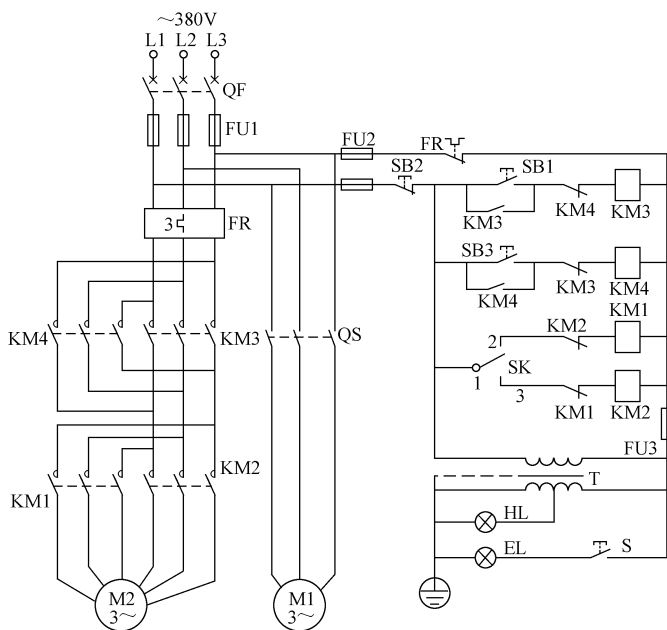 ～380V
L1 L2 L3
QF
FU1
FU2
FR
SB2
SB1
KM3
KM4
KM3
3
FR
SB3
KM4
KM3
KM4
KM1
KM4
KM3
QS
KM2
2
SK
1
3
KM1
KM2
FU3
KM2
KM1
T
HL
EL
S
M2
3～
M1
3～